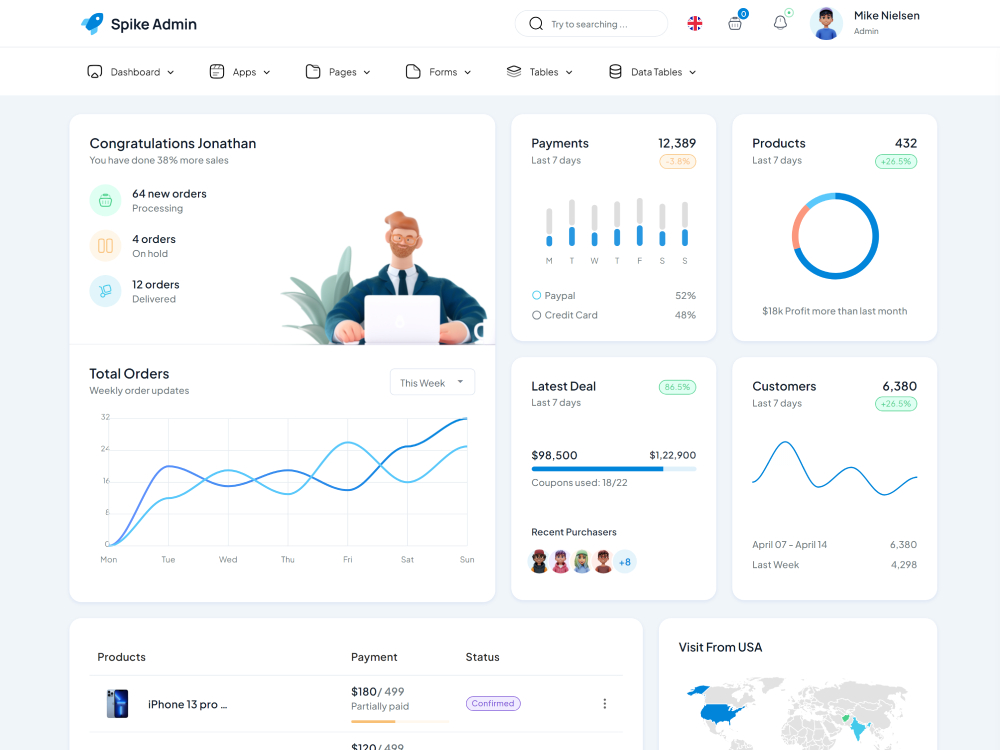 Spike Admin
Try to searching ...
0
Mike Nielsen
Admin
Dashboard
Apps
Pages
Forms
Tables
Data Tables
Congratulations Jonathan
You have done 38% more sales
64 new orders
Processing
4 orders
On hold
12 orders
Delivered
Payments 12,389
Last 7 days -3.8%
M T W T F S S
Paypal 52%
Credit Card 48%
Products 432
Last 7 days +26.5%
$18k Profit more than last month
Total Orders
Weekly order updates
This Week
32
24
16
6
0
Mon Tue Wed Thu Fri Sat Sun
Latest Deal 86.5%
Last 7 days
$98,500 $1,22,900
Coupons used: 18/22
Recent Purchasers
+8
Customers 6,380
Last 7 days +26.5%
April 07 - April 14 6,380
Last Week 4,298
Products Payment Status
iPhone 13 pro ...
$180/ 499
Partially paid
Confirmed
$120/ 499
Visit From USA